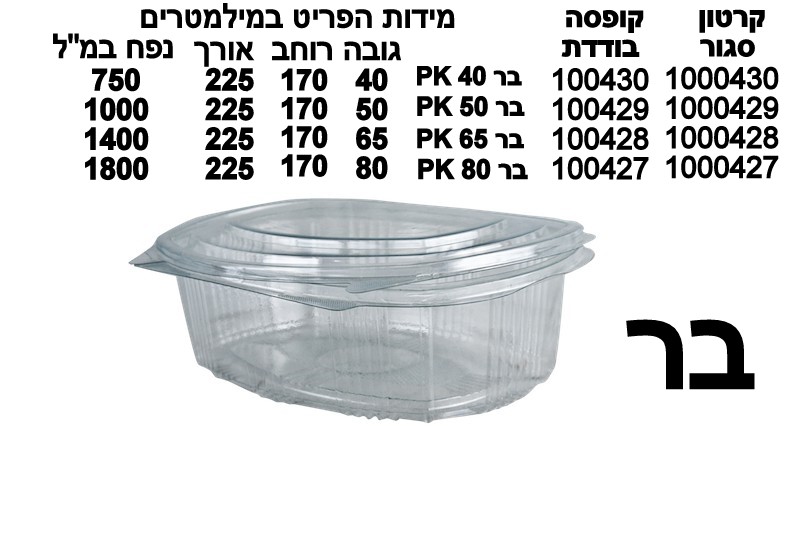 קרטון קופסה מידות הפריט במילמטרים
סגור בודדת גובה רוחב אורך נפח במ"ל
1000430 100430 בר PK 40 40 170 225 750
1000429 100429 בר PK 50 50 170 225 1000
1000428 100428 בר PK 65 65 170 225 1400
1000427 100427 בר PK 80 80 170 225 1800
בר